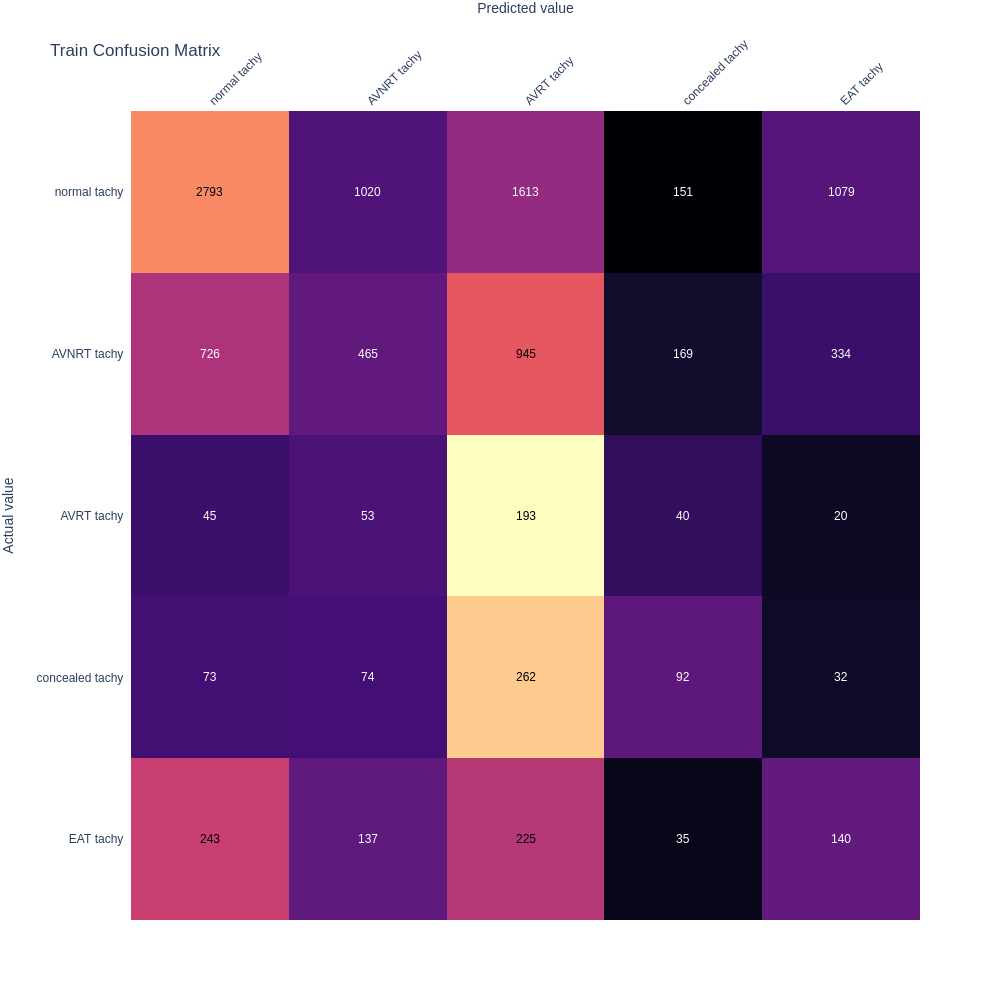 Predicted value
Train Confusion Matrix
normal tachy AVNRT tachy AVRT tachy concealed tachy EAT tachy
normal tachy 2793 1020 1613 151 1079
AVNRT tachy 726 465 945 169 334
Actual value
AVRT tachy 45 53 193 40 20
concealed tachy 73 74 262 92 32
EAT tachy 243 137 225 35 140